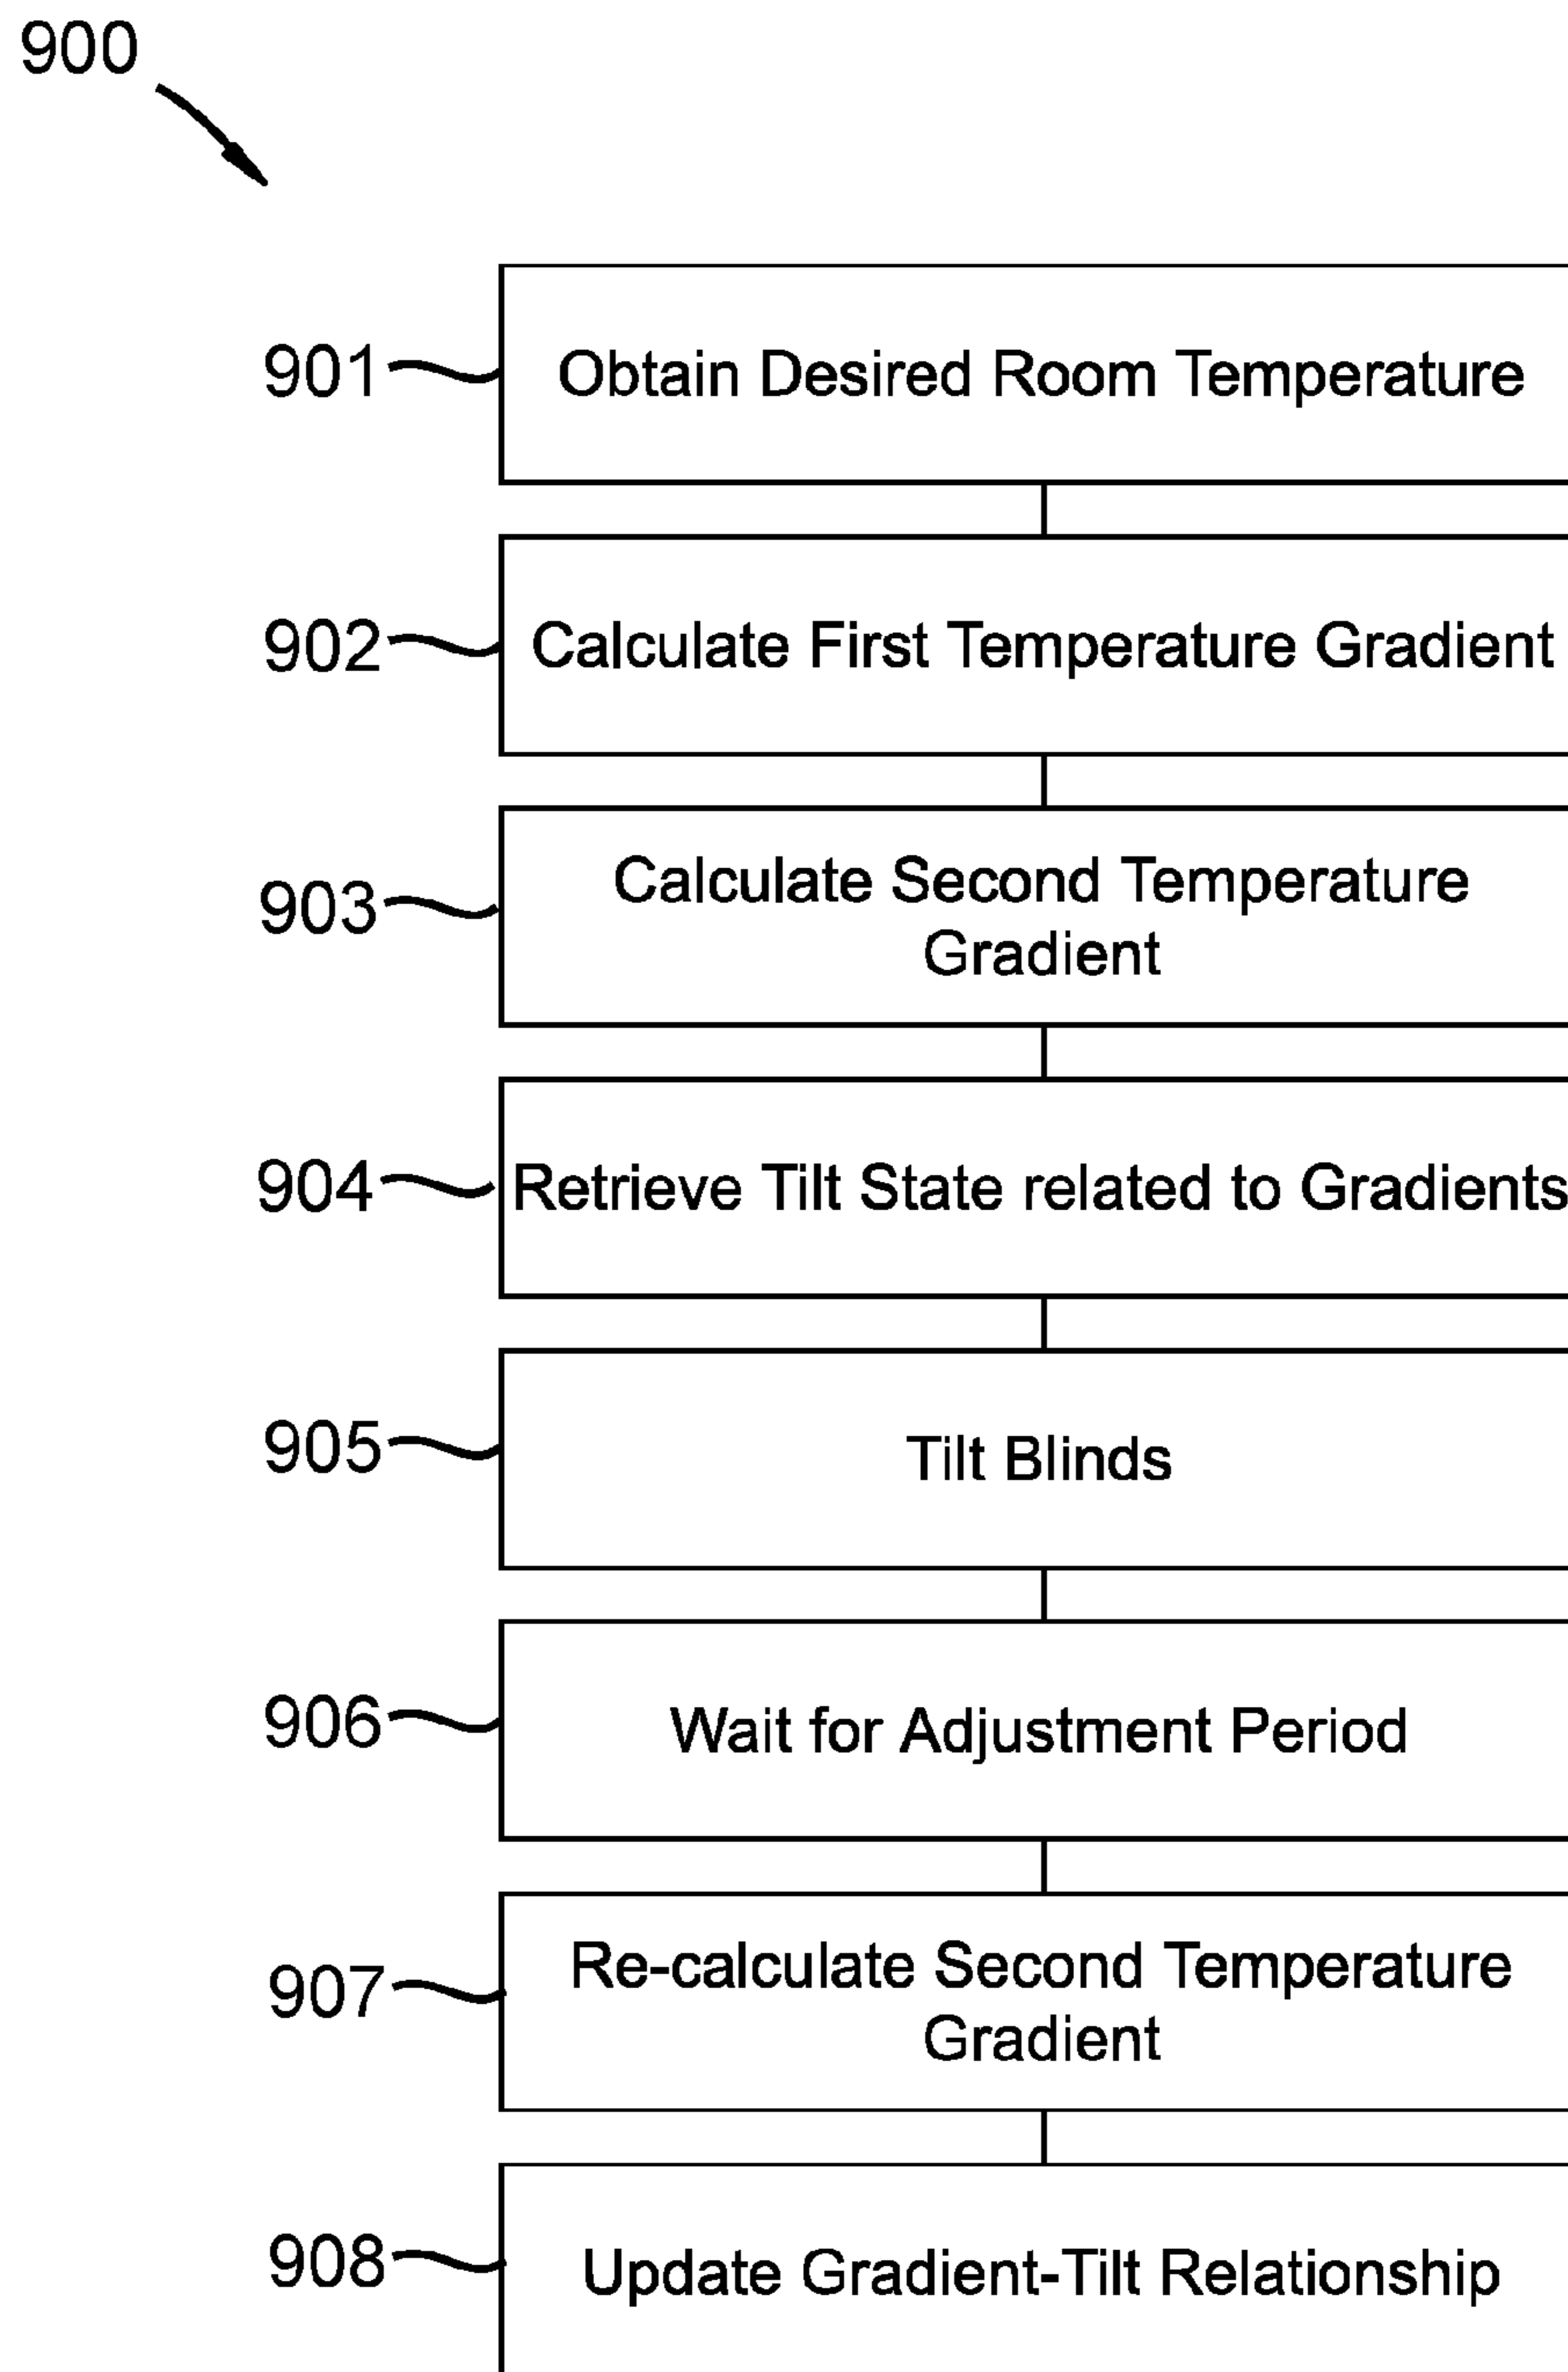 900
901 Obtain Desired Room Temperature
902 Calculate First Temperature Gradient
903 Calculate Second Temperature
Gradient
904 Retrieve Tilt State related to Gradients
905 Tilt Blinds
906 Wait for Adjustment Period
907 Re-calculate Second Temperature
Gradient
908 Update Gradient-Tilt Relationship